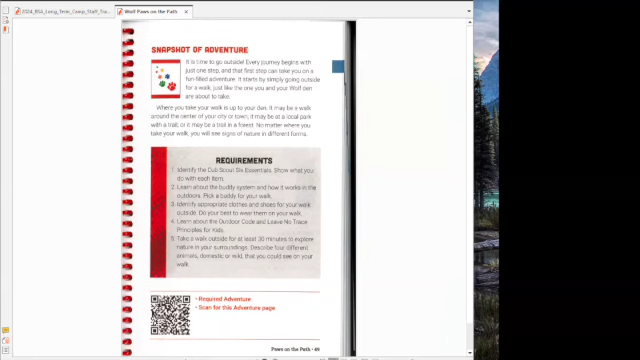 2024_BSA_Long_Term_Camp_Staff_Tra...
Wolf Paws on the Path
SNAPSHOT OF ADVENTURE
It is time to go outside! Every journey begins with
just one step, and that first step can take you on a
fun-filled adventure. It starts by simply going outside
for a walk, just like the one you and your Wolf den
are about to take.
Where you take your walk is up to your den. It may be a walk
around the center of your city or town, it may be at a local park
with a trail, or it may be a trail in a forest. No matter where you
take your walk, you will see signs of nature in different forms.
REQUIREMENTS
1. Identify the Cub Scout Six Essentials. Show what you
do with each item.
2. Learn about the buddy system and how it works in the
outdoors. Pick a buddy for your walk.
3. Identify appropriate clothes and shoes for your walk
outside. Do your best to wear them on your walk.
4. Learn about the Outdoor Code and Leave No Trace
Principles for Kids.
5. Take a walk outside for at least 30 minutes to explore
nature in your surroundings. Describe four different
animals, domestic or wild, that you could see on your
walk.
• Required Adventure
• Scan for this Adventure page
Paws on the Path • 49